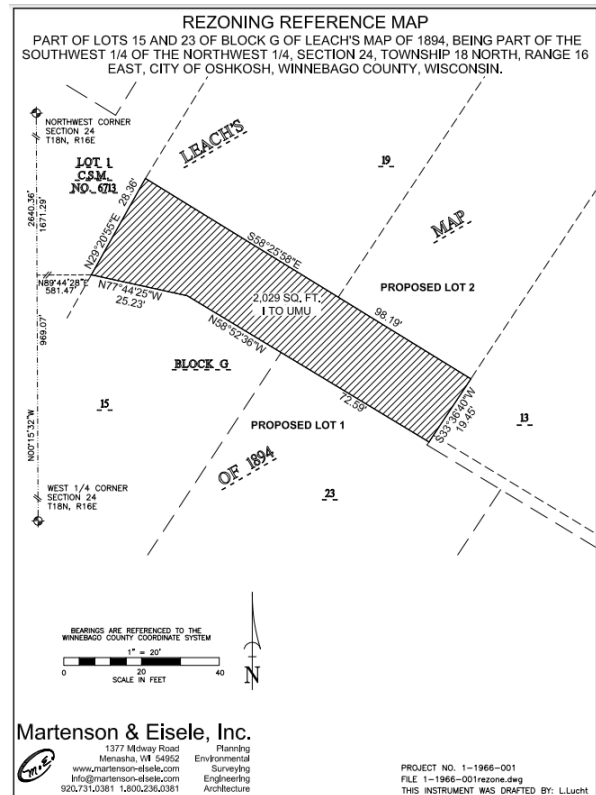 REZONING REFERENCE MAP
PART OF LOTS 15 AND 23 OF BLOCK G OF LEACH'S MAP OF 1894, BEING PART OF THE
SOUTHWEST 1/4 OF THE NORTHWEST 1/4, SECTION 24, TOWNSHIP 18 NORTH, RANGE 16
EAST, CITY OF OSHKOSH, WINNEBAGO COUNTY, WISCONSIN.
NORTHWEST CORNER
SECTION 24
T18N, R16E
LOT 1
C.S.M.
NO. 6713
LEACH'S
19
MAP
2640.36'
1671.29'
N29°20'55"E
28.36'
S58°25'58"E
98.19'
PROPOSED LOT 2
N89°44'28"E
581.47'
N77°44'25"W
25.23'
2,029 SQ. FT.
I TO UMU
N58°52'36"W
72.59'
S33°36'40"W
19.45'
969.07'
BLOCK G
15
PROPOSED LOT 1
13
N00°15'32"W
OF 1894
23
WEST 1/4 CORNER
SECTION 24
T18N, R16E
BEARINGS ARE REFERENCED TO THE
WINNEBAGO COUNTY COORDINATE SYSTEM
1" = 20'
0 20 40
SCALE IN FEET
N
Martenson & Eisele, Inc.
M&E
1377 Midway Road Planning
Menasha, WI 54952 Environmental
www.martenson-eisele.com Surveying
info@martenson-eisele.com Engineering
920.731.0381 1.800.236.0381 Architecture
PROJECT NO. 1-1966-001
FILE 1-1966-001rezone.dwg
THIS INSTRUMENT WAS DRAFTED BY: L.Lucht